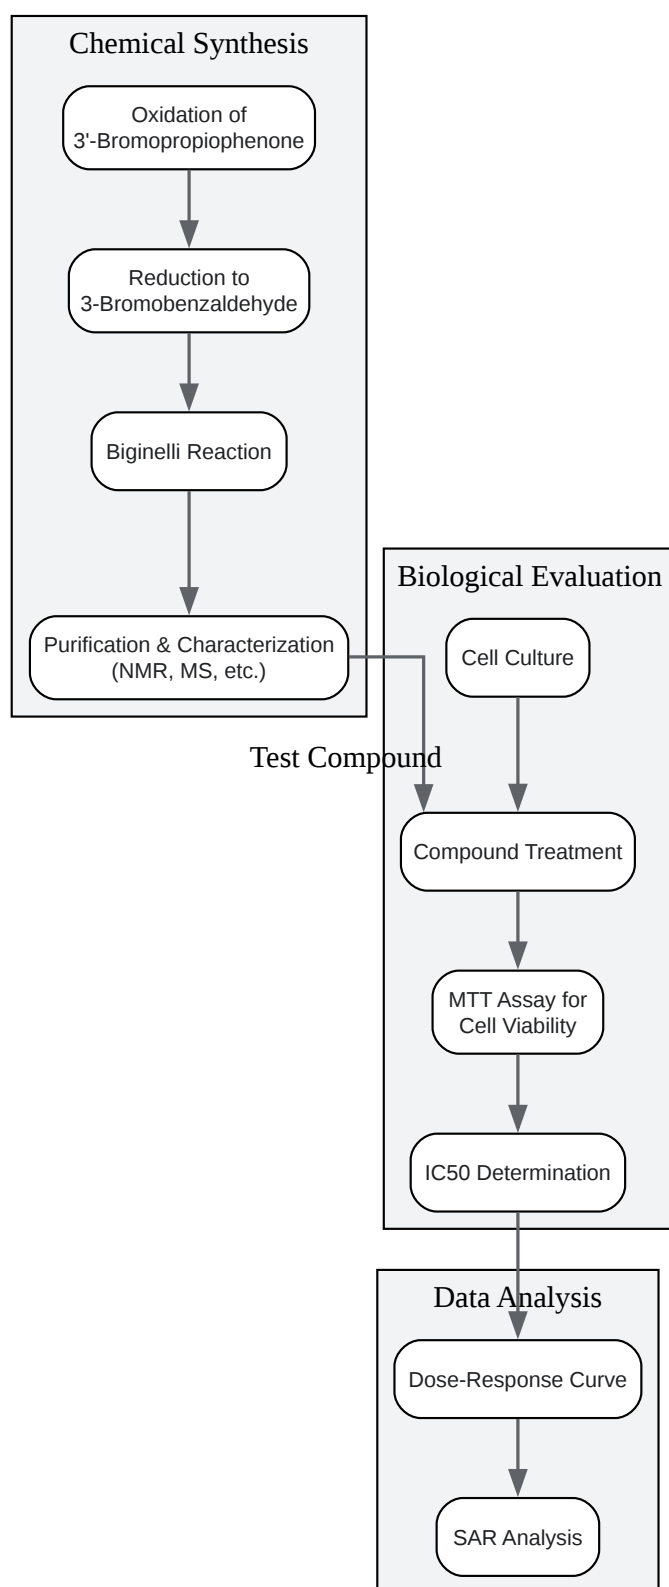 Chemical Synthesis
Oxidation of
3'-Bromopropiophenone
Reduction to
3-Bromobenzaldehyde
Biginelli Reaction
Purification & Characterization
(NMR, MS, etc.)
Test Compound
Biological Evaluation
Cell Culture
Compound Treatment
MTT Assay for
Cell Viability
IC50 Determination
Data Analysis
Dose-Response Curve
SAR Analysis